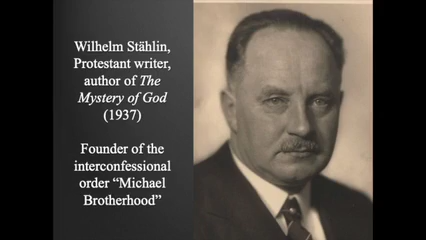 Wilhelm Stählin,
Protestant writer,
author of The
Mystery of God
(1937)
Founder of the
interconfessional
order “Michael
Brotherhood”